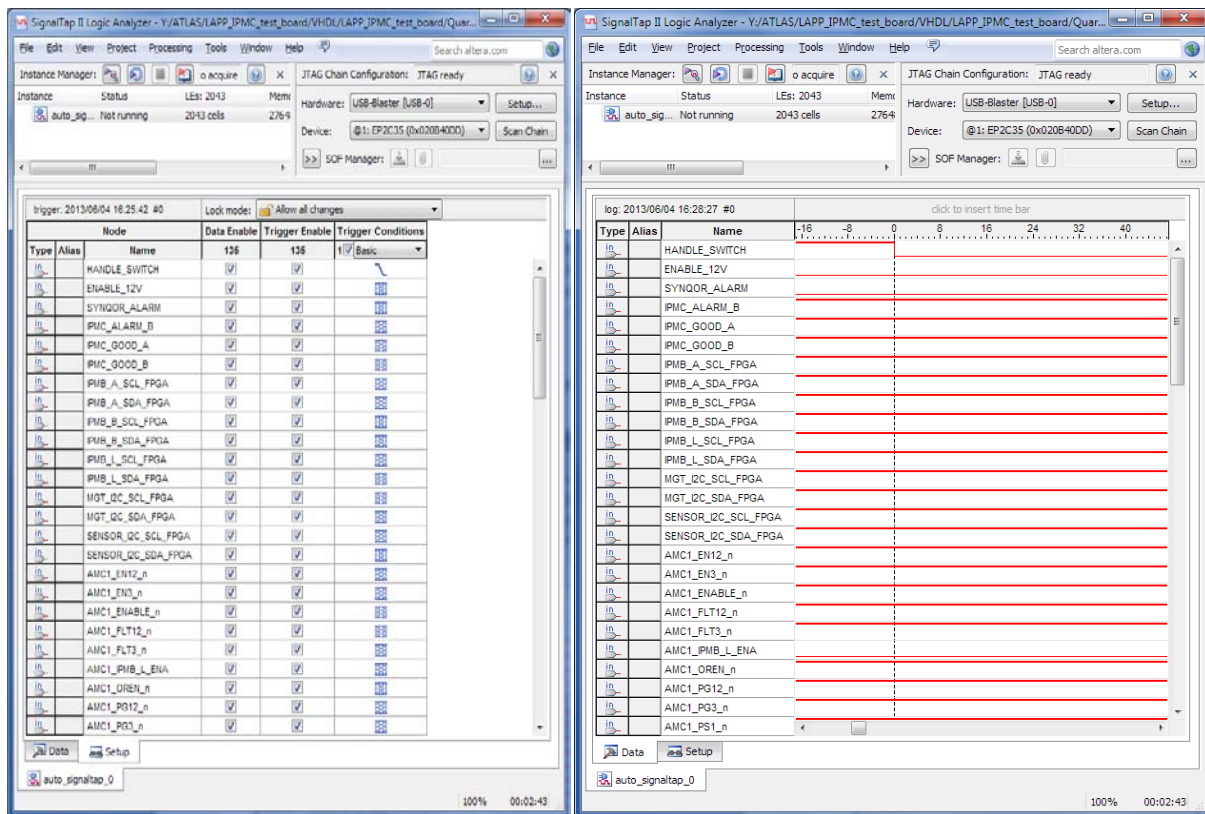 SignalTap II Logic Analyzer - Y:/ATLAS/LAPP_IPMC_test_board/VHDL/LAPP_IPMC_test_board/Quar...
File Edit View Project Processing Tools Window Help
Search altera.com
Instance Manager: o acquire
JTAG Chain Configuration: JTAG ready
Instance Status LEs: 2043
auto_sig... Not running 2043 cells
Hardware: USB-Blaster [USB-0] Setup...
Device: @1: EP2C35 (0x020B40DD) Scan Chain
>> SOF Manager: ...
trigger: 2013/06/04 16:25:42 #0 Lock mode: Allow all changes
Node Data Enable Trigger Enable Trigger Conditions
Type Alias Name 136 136 1 Basic
HANDLE_SWITCH
ENABLE_12V
SYNQOR_ALARM
IPMC_ALARM_B
IPMC_GOOD_A
IPMC_GOOD_B
IPMB_A_SCL_FPGA
IPMB_A_SDA_FPGA
IPMB_B_SCL_FPGA
IPMB_B_SDA_FPGA
IPMB_L_SCL_FPGA
IPMB_L_SDA_FPGA
MGT_I2C_SCL_FPGA
MGT_I2C_SDA_FPGA
SENSOR_I2C_SCL_FPGA
SENSOR_I2C_SDA_FPGA
AMC1_EN12_n
AMC1_EN3_n
AMC1_ENABLE_n
AMC1_FLT12_n
AMC1_FLT3_n
AMC1_IPMB_L_ENA
AMC1_OREN_n
AMC1_PG12_n
AMC1_PG3_n
Data Setup
auto_signaltap_0
100% 00:02:43
SignalTap II Logic Analyzer - Y:/ATLAS/LAPP_IPMC_test_board/VHDL/LAPP_IPMC_test_board/Quar...
File Edit View Project Processing Tools Window Help
Search altera.com
Instance Manager: o acquire
JTAG Chain Configuration: JTAG ready
Instance Status LEs: 2043
auto_sig... Not running 2043 cells
Hardware: USB-Blaster [USB-0] Setup...
Device: @1: EP2C35 (0x020B40DD) Scan Chain
>> SOF Manager: ...
log: 2013/06/04 16:28:27 #0 click to insert time bar
Type Alias Name -16 -8 0 8 16 24 32 40
HANDLE_SWITCH
ENABLE_12V
SYNQOR_ALARM
IPMC_ALARM_B
IPMC_GOOD_A
IPMC_GOOD_B
IPMB_A_SCL_FPGA
IPMB_A_SDA_FPGA
IPMB_B_SCL_FPGA
IPMB_B_SDA_FPGA
IPMB_L_SCL_FPGA
IPMB_L_SDA_FPGA
MGT_I2C_SCL_FPGA
MGT_I2C_SDA_FPGA
SENSOR_I2C_SCL_FPGA
SENSOR_I2C_SDA_FPGA
AMC1_EN12_n
AMC1_EN3_n
AMC1_ENABLE_n
AMC1_FLT12_n
AMC1_FLT3_n
AMC1_IPMB_L_ENA
AMC1_OREN_n
AMC1_PG12_n
AMC1_PG3_n
AMC1_PS1_n
Data Setup
auto_signaltap_0
100% 00:02:43